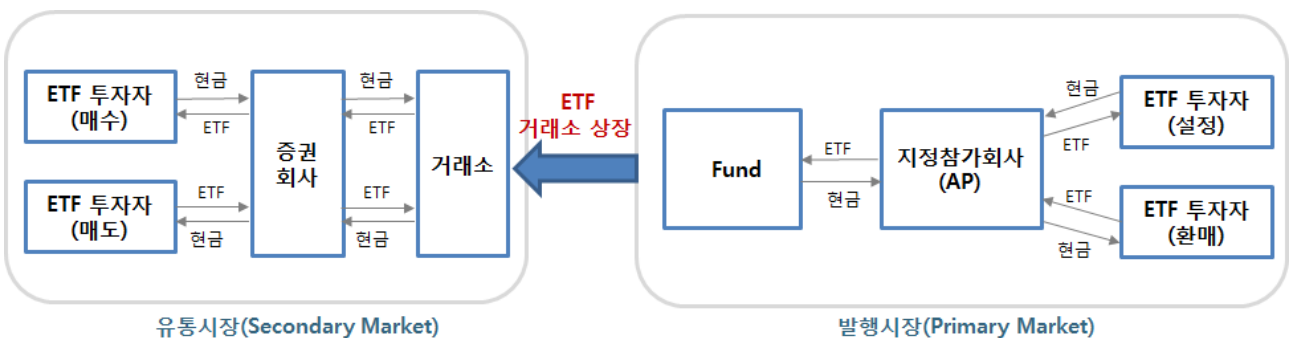 ETF 투자자
(매수)
현금
ETF
ETF 투자자
(매도)
ETF
현금
증권
회사
현금
ETF
ETF
현금
거래소
ETF
거래소 상장
Fund
ETF
현금
지정참가회사
(AP)
현금
ETF
ETF 투자자
(설정)
ETF
현금
ETF 투자자
(환매)
유통시장(Secondary Market)
발행시장(Primary Market)